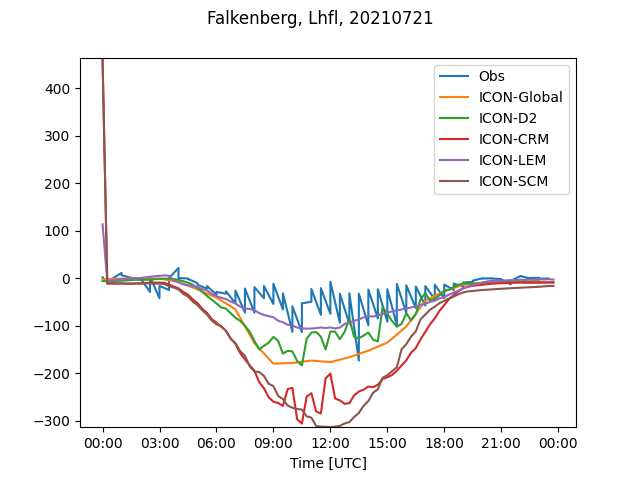 Falkenberg, Lhfl, 20210721
400
300
200
100
0
−100
−200
−300
Obs
ICON-Global
ICON-D2
ICON-CRM
ICON-LEM
ICON-SCM
00:00 03:00 06:00 09:00 12:00 15:00 18:00 21:00 00:00
Time [UTC]